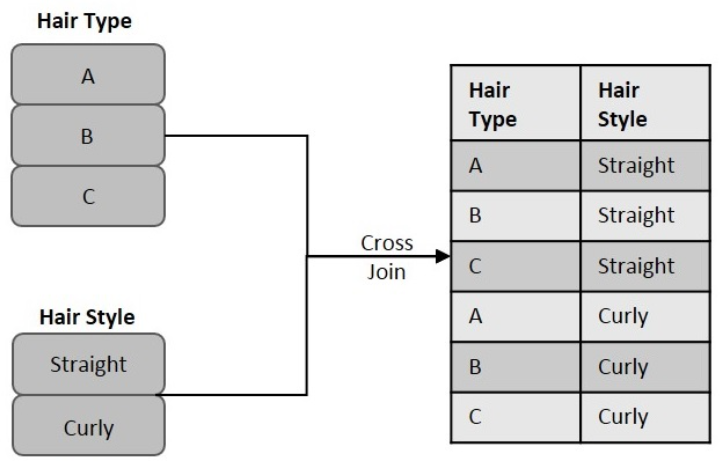 Hair Type
A
B
C
Hair Style
Straight
Curly
Cross
Join
Hair Type Hair Style
A Straight
B Straight
C Straight
A Curly
B Curly
C Curly